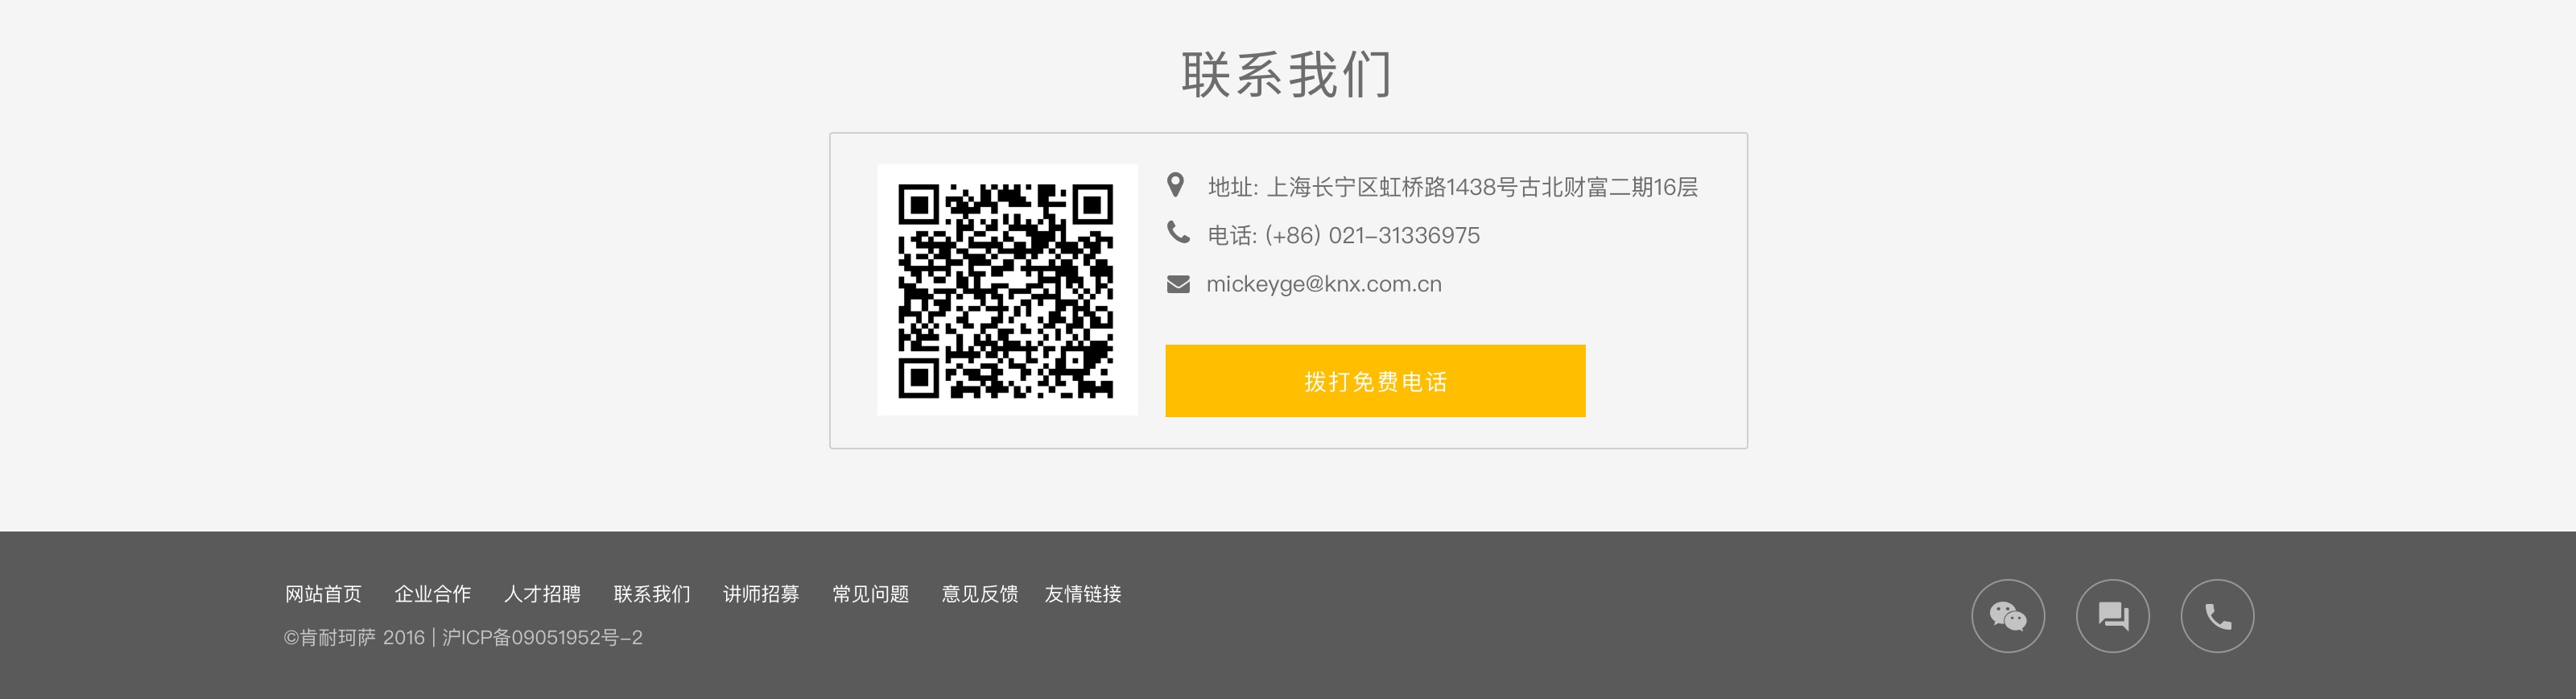 联系我们
地址: 上海长宁区虹桥路1438号古北财富二期16层
电话: (+86) 021-31336975
mickeyge@knx.com.cn
拨打免费电话
网站首页 企业合作 人才招聘 联系我们 讲师招募 常见问题 意见反馈 友情链接
©肯耐珂萨 2016 | 沪ICP备09051952号-2